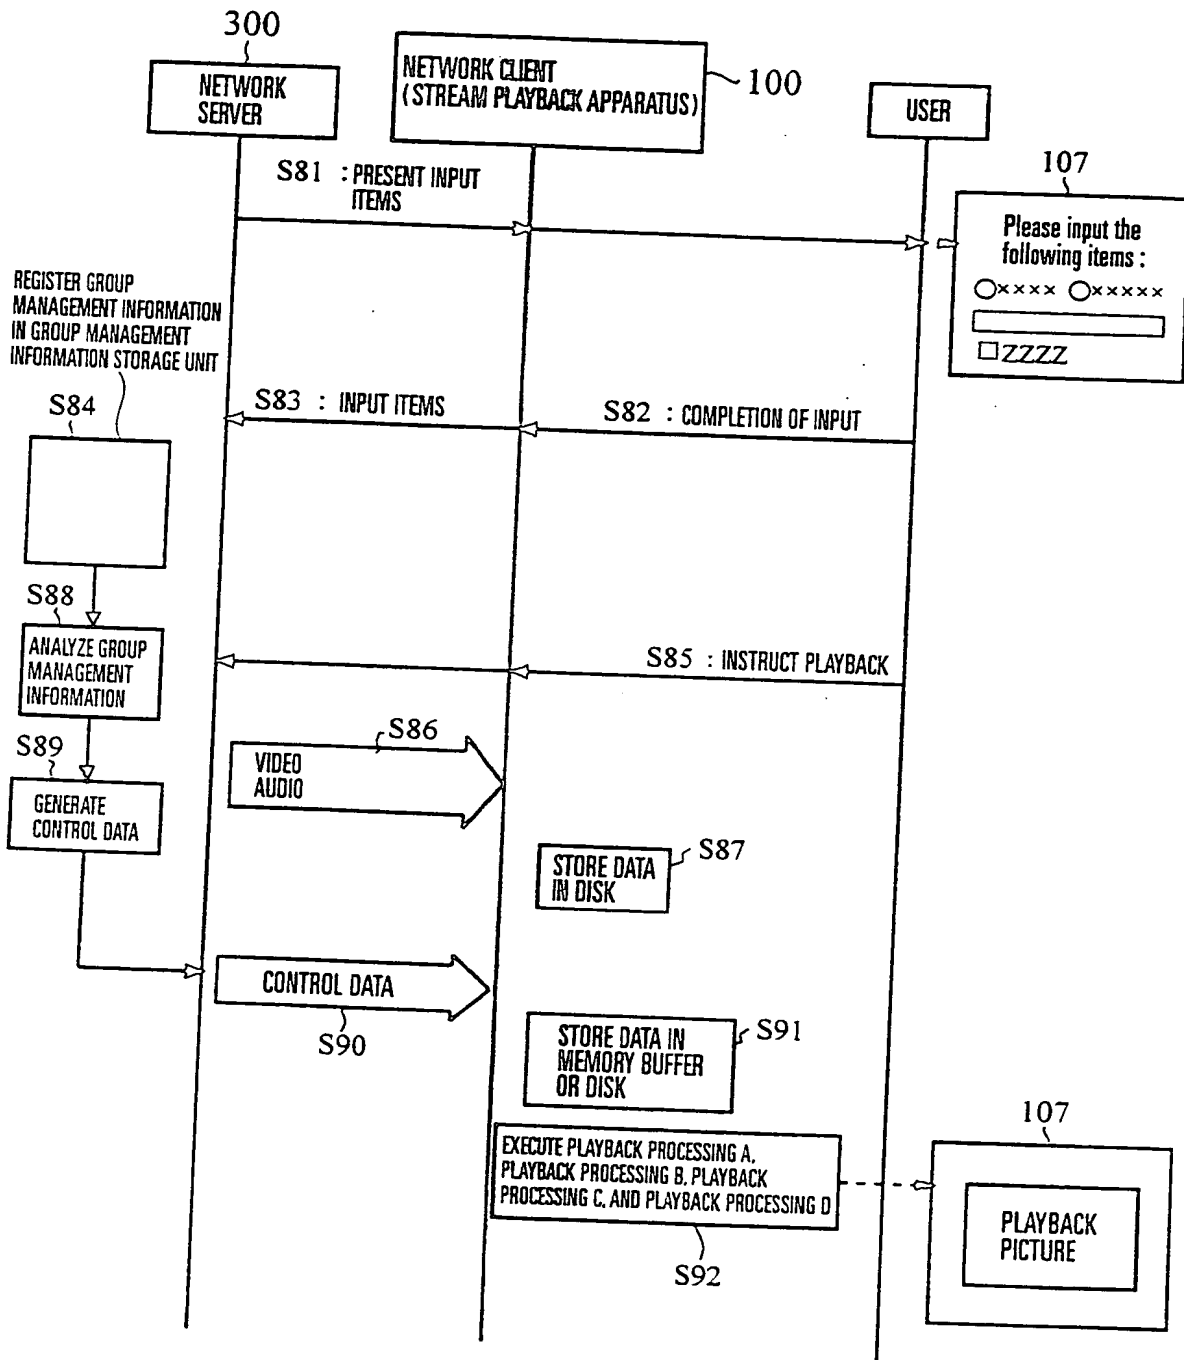 300
NETWORK
SERVER
NETWORK CLIENT
(STREAM PLAYBACK APPARATUS)
100
USER
S81 : PRESENT INPUT
ITEMS
107
Please input the
following items :
××××
×××××
ZZZZ
REGISTER GROUP
MANAGEMENT INFORMATION
IN GROUP MANAGEMENT
INFORMATION STORAGE UNIT
S84
S83 : INPUT ITEMS
S82 : COMPLETION OF INPUT
S88
ANALYZE GROUP
MANAGEMENT
INFORMATION
S85 : INSTRUCT PLAYBACK
S86
VIDEO
AUDIO
S89
GENERATE
CONTROL DATA
S87
STORE DATA
IN DISK
CONTROL DATA
S90
S91
STORE DATA IN
MEMORY BUFFER
OR DISK
EXECUTE PLAYBACK PROCESSING A,
PLAYBACK PROCESSING B, PLAYBACK
PROCESSING C, AND PLAYBACK PROCESSING D
S92
107
PLAYBACK
PICTURE